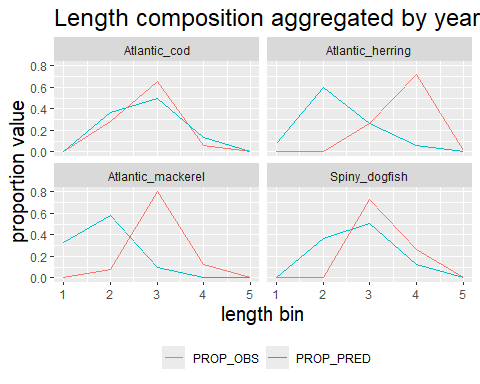 Length composition aggregated by year
Atlantic_cod
Atlantic_herring
0.8
0.6
0.4
0.2
0.0
Atlantic_mackerel
Spiny_dogfish
0.8
0.6
0.4
0.2
0.0
1 2 3 4 5
1 2 3 4 5
proportion value
length bin
PROP_OBS
PROP_PRED